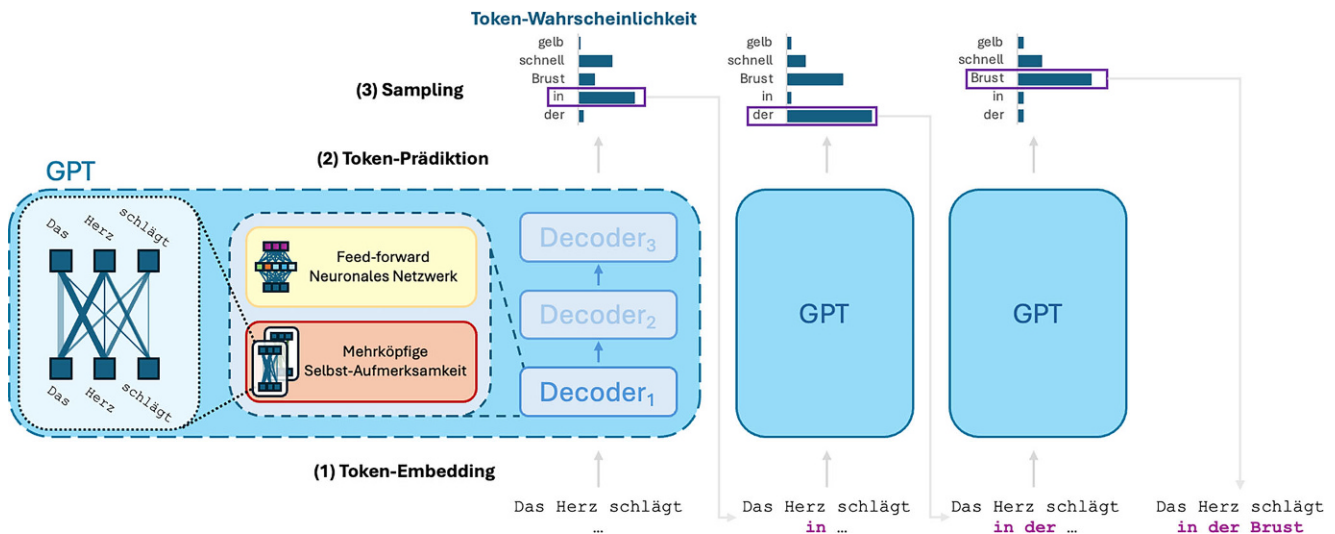 Token-Wahrscheinlichkeit
gelb
schnell
Brust
in
der
gelb
schnell
Brust
in
der
gelb
schnell
Brust
in
der
(3) Sampling
(2) Token-Prädiktion
GPT
Das Herz schlägt
Das Herz schlägt
Feed-forward
Neuronales Netzwerk
Mehrköpfige
Selbst-Aufmerksamkeit
Decoder3
Decoder2
Decoder1
GPT
GPT
(1) Token-Embedding
Das Herz schlägt
…
Das Herz schlägt
in …
Das Herz schlägt
in der …
Das Herz schlägt
in der Brust